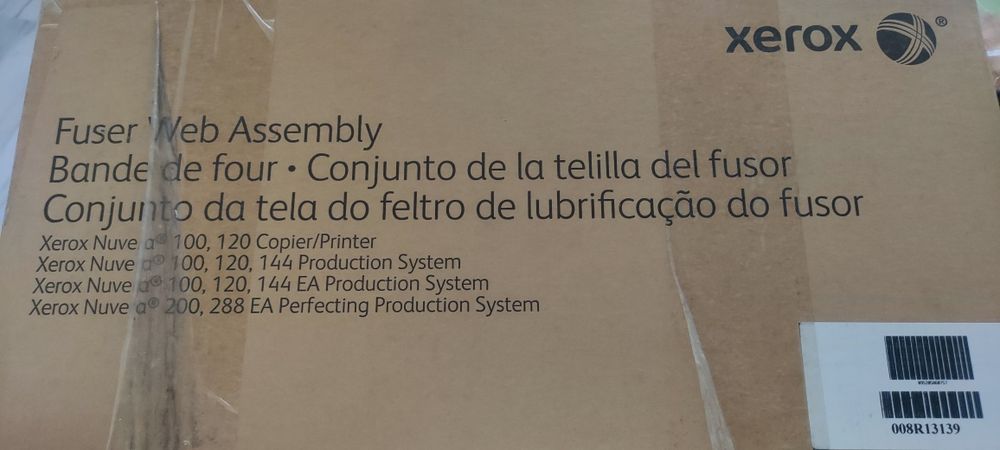 xerox ®
Fuser Web Assembly
Bande de four • Conjunto de la telilla del fusor
Conjunto da tela do feltro de lubrificação do fusor
Xerox Nuvera® 100, 120 Copier/Printer
Xerox Nuvera® 100, 120, 144 Production System
Xerox Nuvera® 100, 120, 144 EA Production System
Xerox Nuvera® 200, 288 EA Perfecting Production System
008R13139